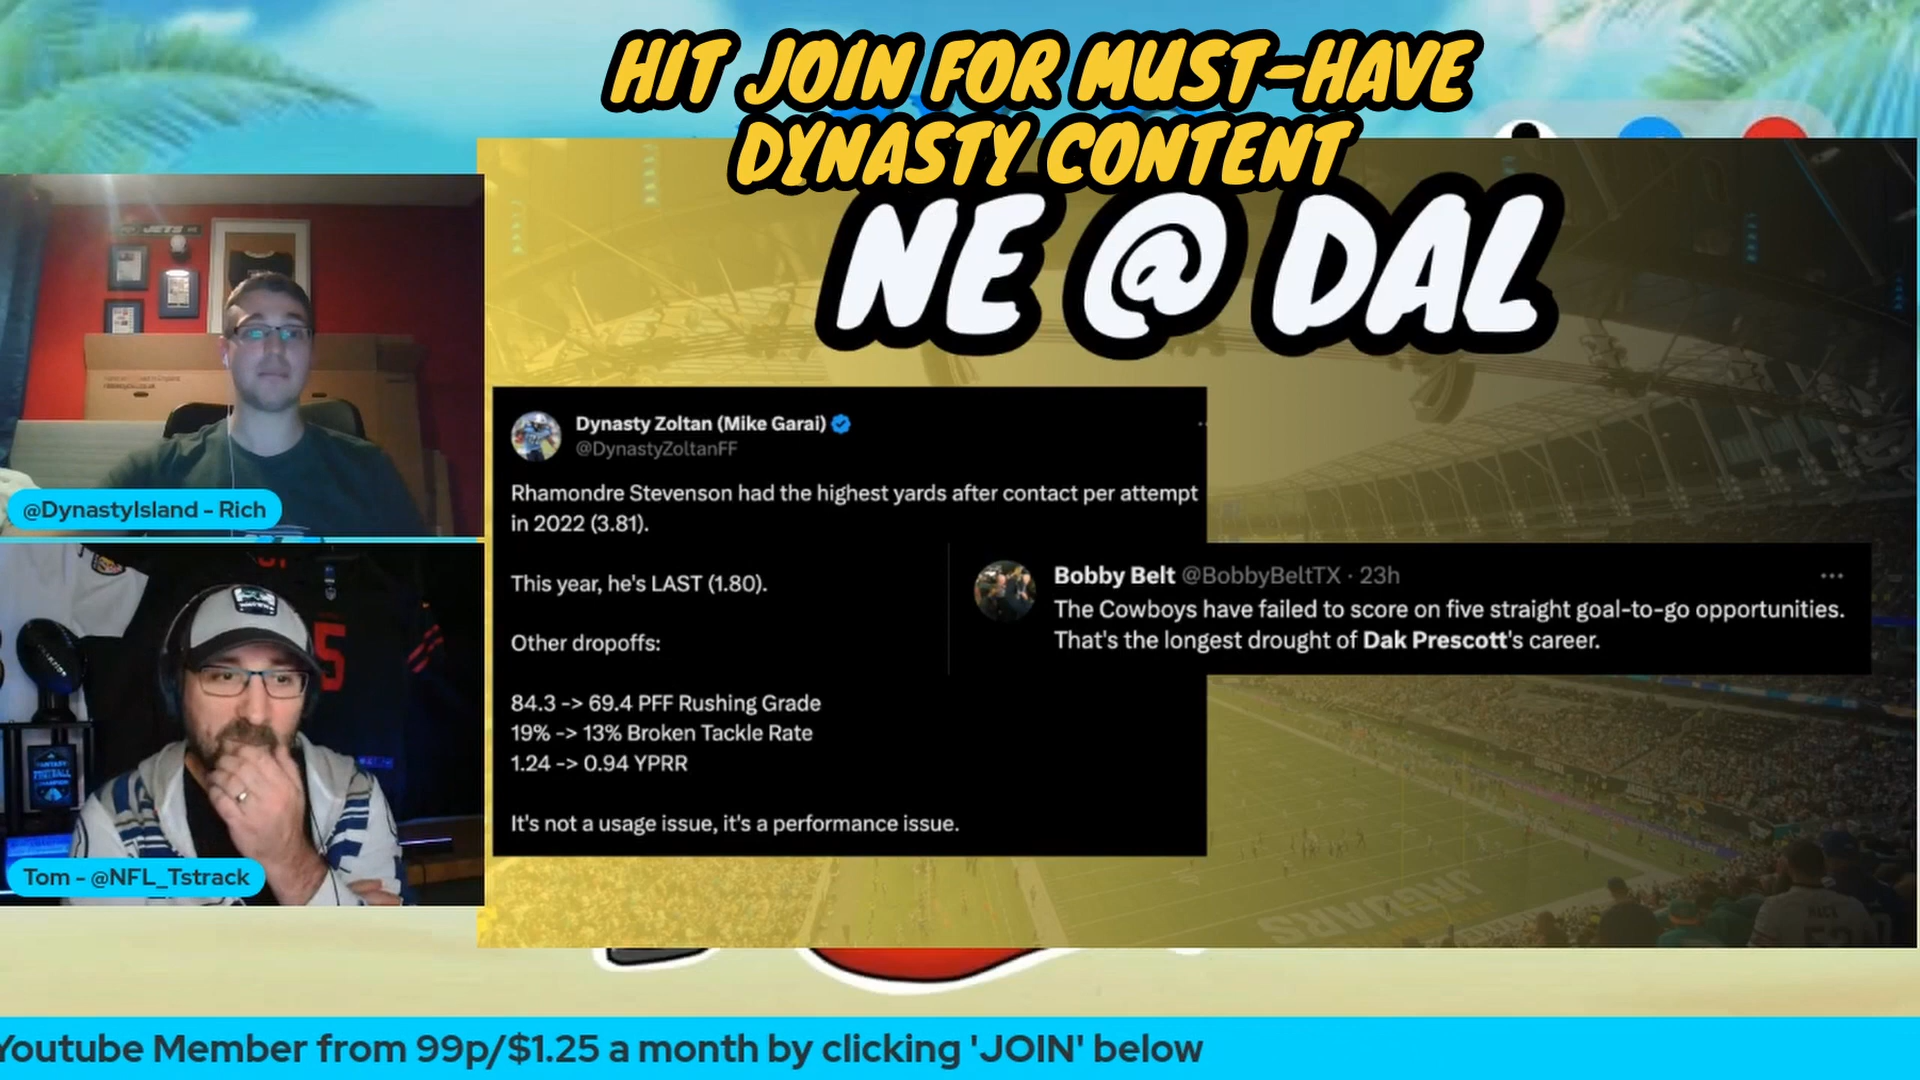 HIT JOIN FOR MUST-HAVE
DYNASTY CONTENT
NE @ DAL
JETS
@DynastyIsland - Rich
Tom - @NFL_Tstrack
Dynasty Zoltan (Mike Garai)
@DynastyZoltanFF
Rhamondre Stevenson had the highest yards after contact per attempt
in 2022 (3.81).
This year, he's LAST (1.80).
Other dropoffs:
84.3 -> 69.4 PFF Rushing Grade
19% -> 13% Broken Tackle Rate
1.24 -> 0.94 YPRR
It's not a usage issue, it's a performance issue.
Bobby Belt @BobbyBeltTX · 23h
The Cowboys have failed to score on five straight goal-to-go opportunities.
That's the longest drought of Dak Prescott's career.
JAGUARS
FANTASY
FOOTBALL
Youtube Member from 99p/$1.25 a month by clicking 'JOIN' below